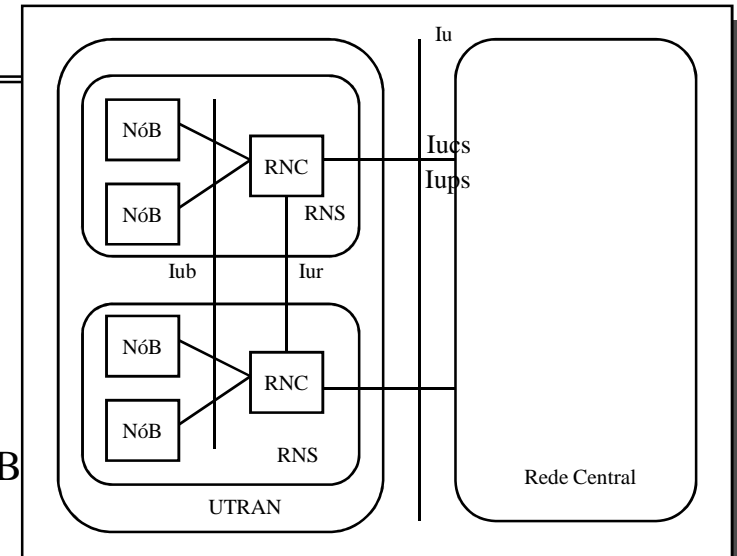 Iu
NóB
RNC
Iucs
Iups
NóB
RNS
Iub
Iur
NóB
RNC
NóB
B
RNS
Rede Central
UTRAN